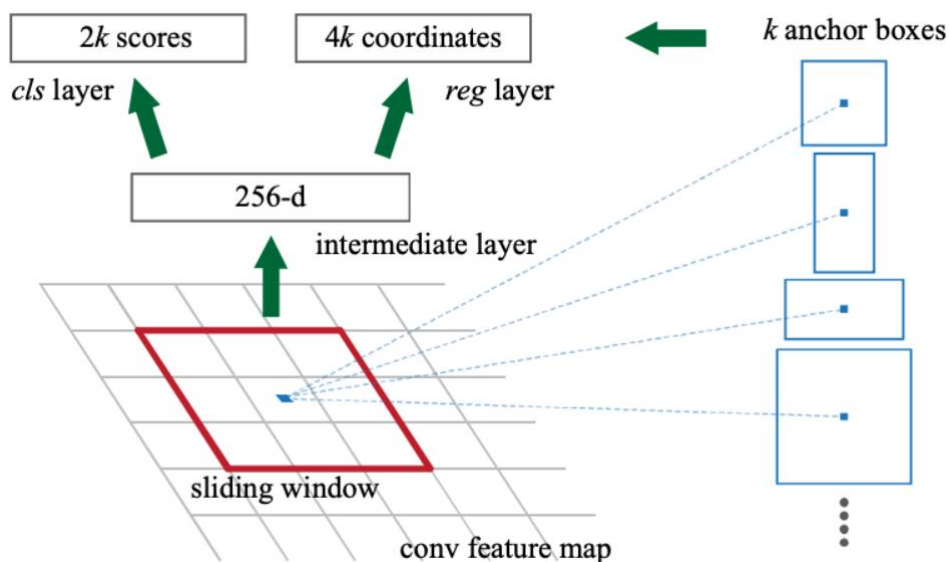 2k scores
4k coordinates
k anchor boxes
cls layer
reg layer
256-d
intermediate layer
sliding window
conv feature map